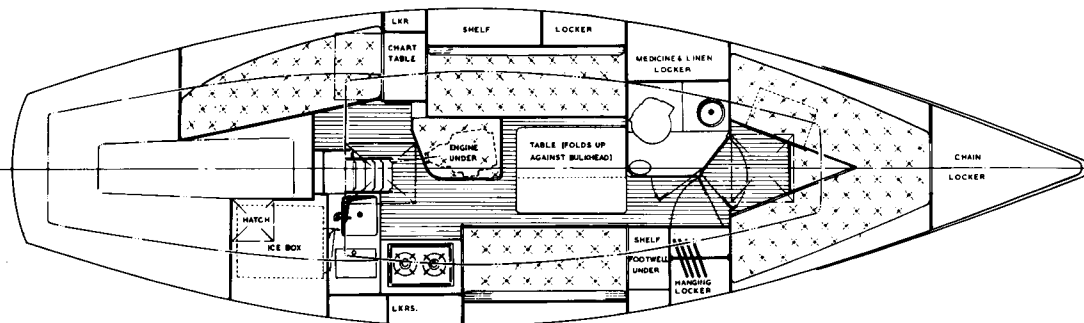 LKR
SHELF
LOCKER
CHART
TABLE
MEDICINE & LINEN
LOCKER
ENGINE
UNDER
TABLE (FOLDS UP
AGAINST BULKHEAD)
CHAIN
LOCKER
HATCH
ICE BOX
SHELF
FOOTWELL
UNDER
HANGING
LOCKER
LKRS.